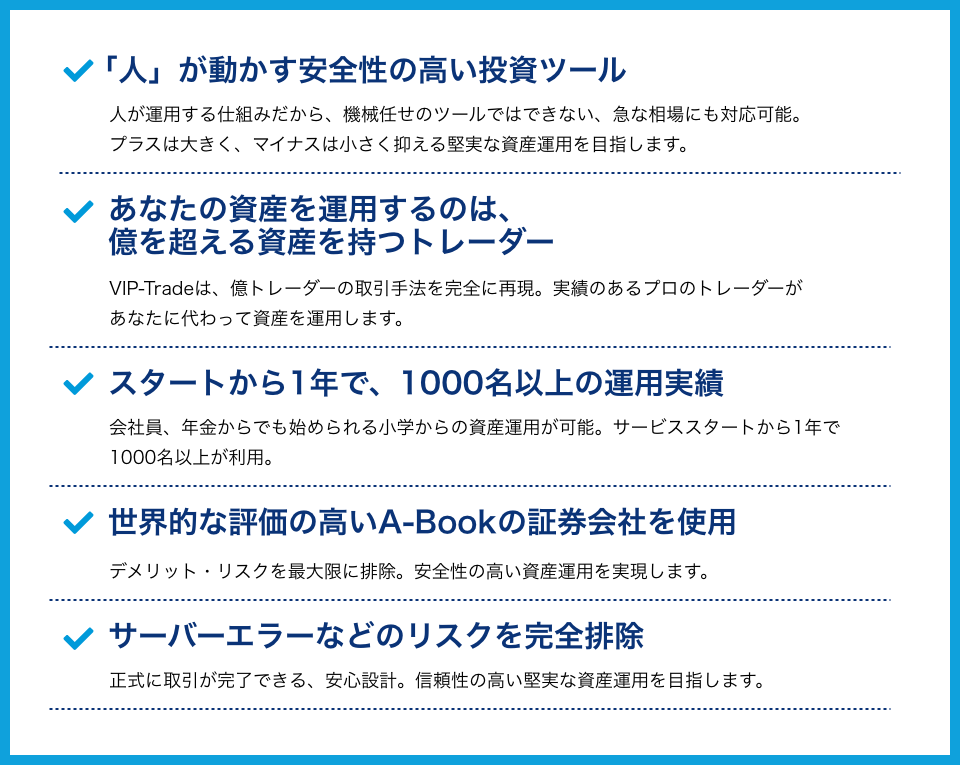 「人」が動かす安全性の高い投資ツール
人が運用する仕組みだから、機械任せのツールではできない、急な相場にも対応可能。
プラスは大きく、マイナスは小さく抑える堅実な資産運用を目指します。
あなたの資産を運用するのは、
億を超える資産を持つトレーダー
VIP-Tradeは、億トレーダーの取引手法を完全に再現。実績のあるプロのトレーダーが
あなたに代わって資産を運用します。
スタートから1年で、1000名以上の運用実績
会社員、年金からでも始められる小学からの資産運用が可能。サービススタートから1年で
1000名以上が利用。
世界的な評価の高いA-Bookの証券会社を使用
デメリット・リスクを最大限に排除。安全性の高い資産運用を実現します。
サーバーエラーなどのリスクを完全排除
正式に取引が完了できる、安心設計。信頼性の高い堅実な資産運用を目指します。